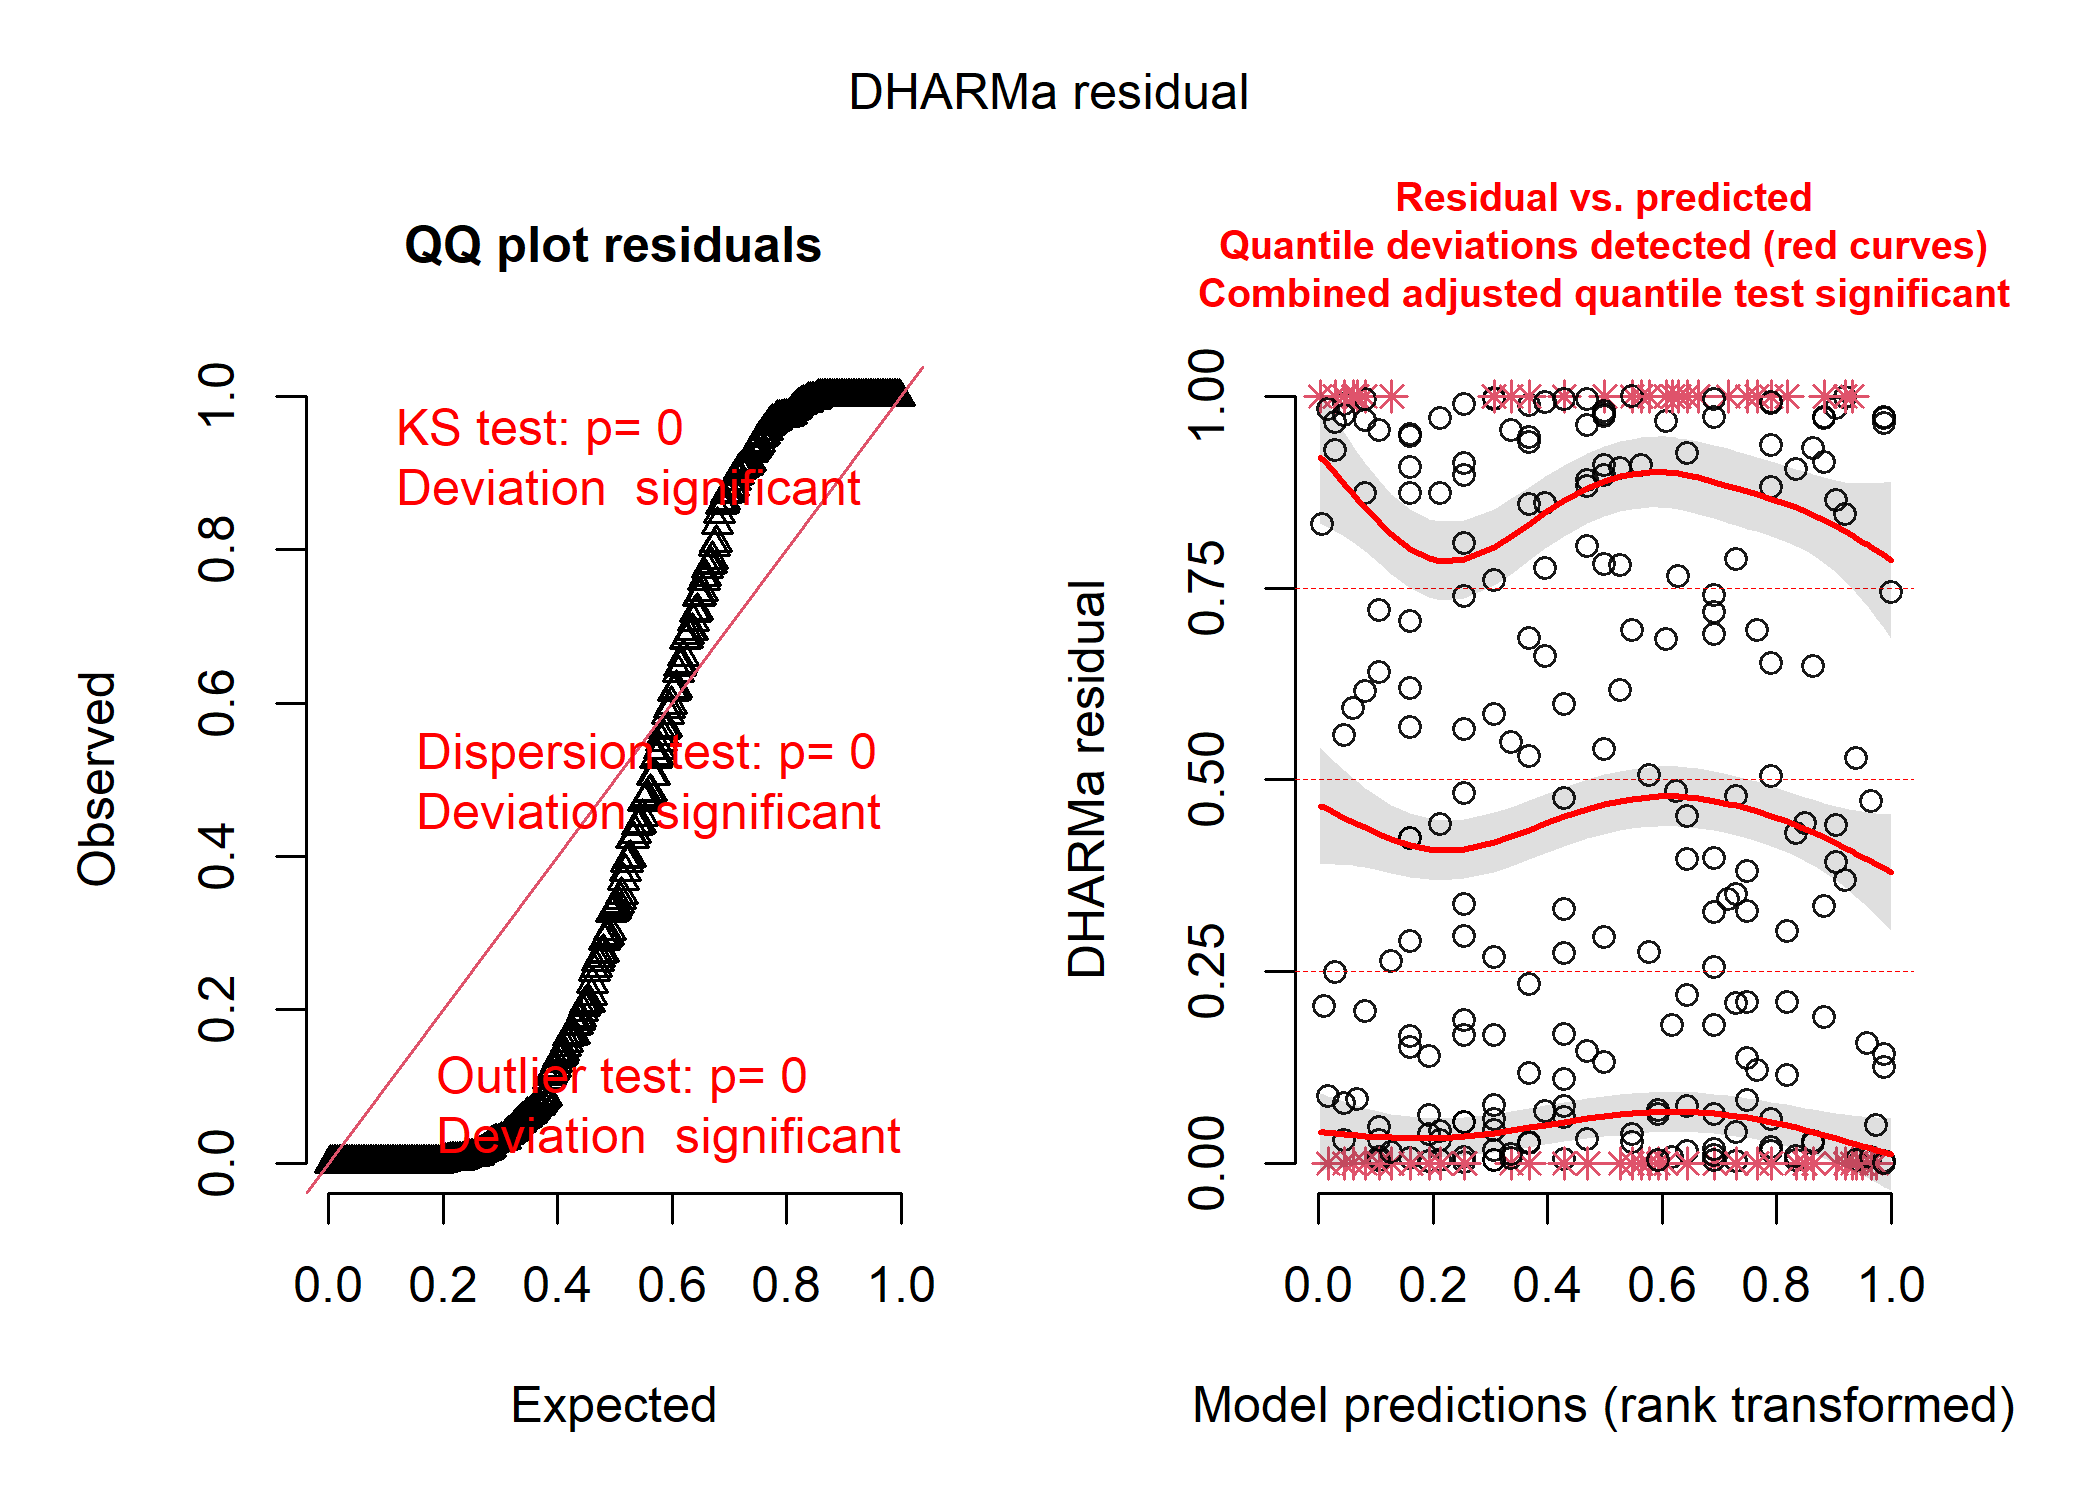 DHARMa residual
QQ plot residuals
KS test: p= 0
Deviation  significant
Dispersion test: p= 0
Deviation  significant
Outlier test: p= 0
Deviation  significant
Observed
1.0
0.8
0.6
0.4
0.2
0.0
0.0 0.2 0.4 0.6 0.8 1.0
Expected
Residual vs. predicted
Quantile deviations detected (red curves)
Combined adjusted quantile test significant
DHARMa residual
1.00
0.75
0.50
0.25
0.00
0.0 0.2 0.4 0.6 0.8 1.0
Model predictions (rank transformed)